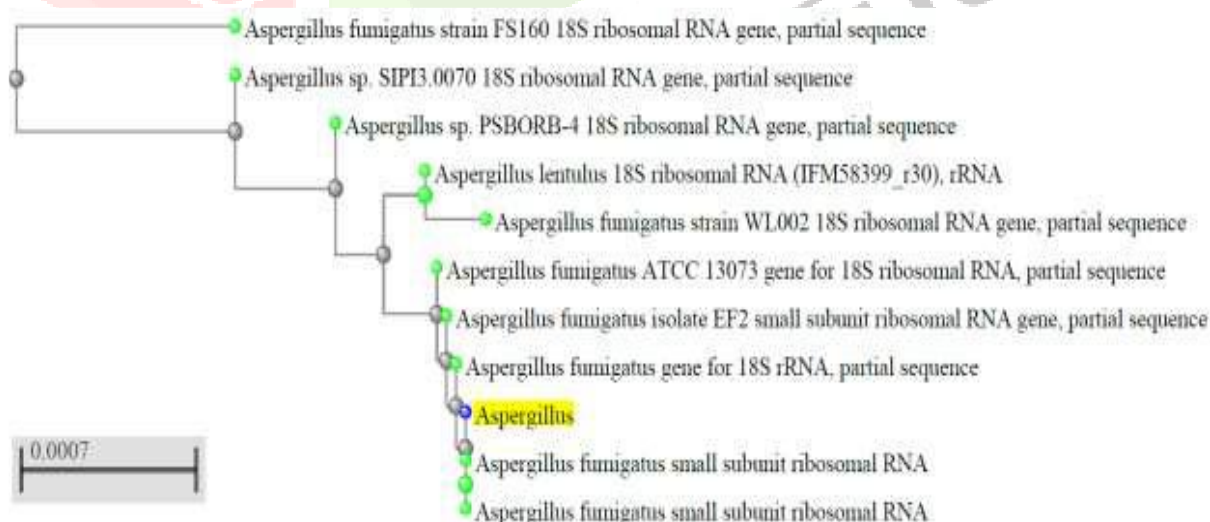 Aspergillus fumigatus strain FS160 18S ribosomal RNA gene, partial sequence
Aspergillus sp. SIPI3.0070 18S ribosomal RNA gene, partial sequence
Aspergillus sp. PSBORB-4 18S ribosomal RNA gene, partial sequence
Aspergillus lentulus 18S ribosomal RNA (IFM58399_r30), rRNA
Aspergillus fumigatus strain WL002 18S ribosomal RNA gene, partial sequence
Aspergillus fumigatus ATCC 13073 gene for 18S ribosomal RNA, partial sequence
Aspergillus fumigatus isolate EF2 small subunit ribosomal RNA gene, partial sequence
Aspergillus fumigatus gene for 18S rRNA, partial sequence
Aspergillus
0,0007
Aspergillus fumigatus small subunit ribosomal RNA
Aspergillus fumigatus small subunit ribosomal RNA